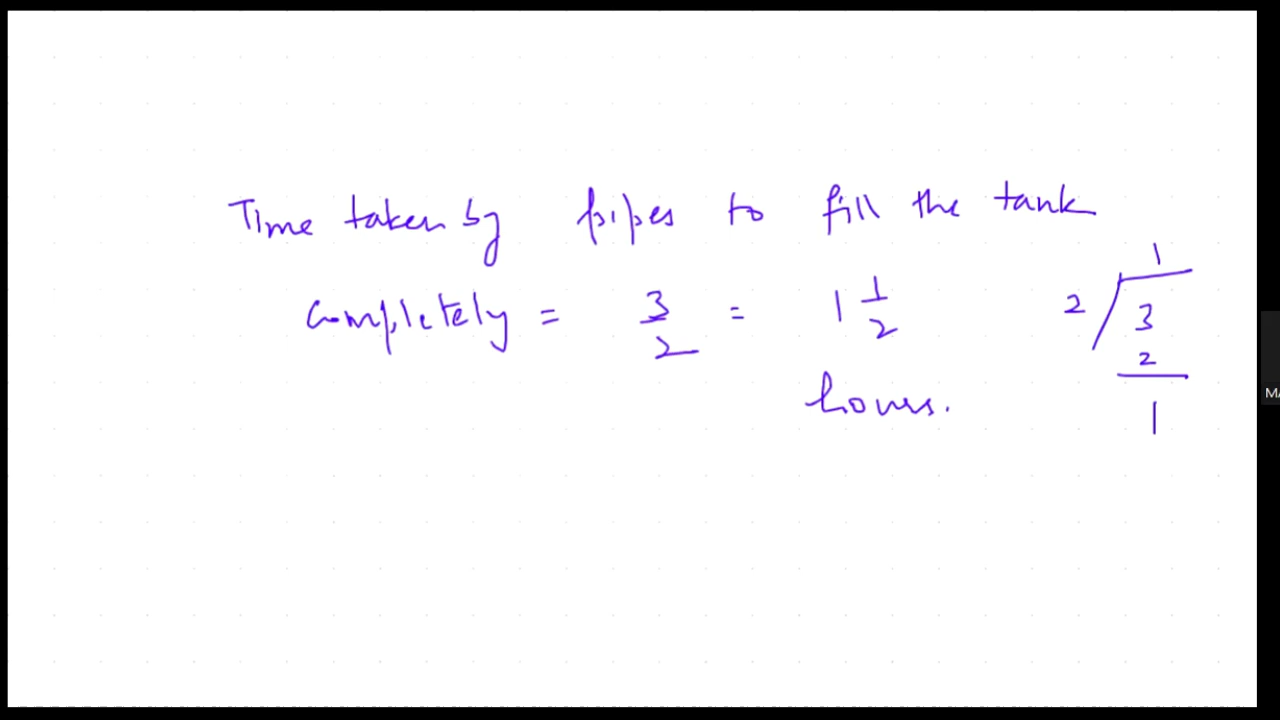 Time taken by pipes to fill the tank
Completely = 3/2 = 1 1/2
hours.
1
2 / 3
2
1
MA